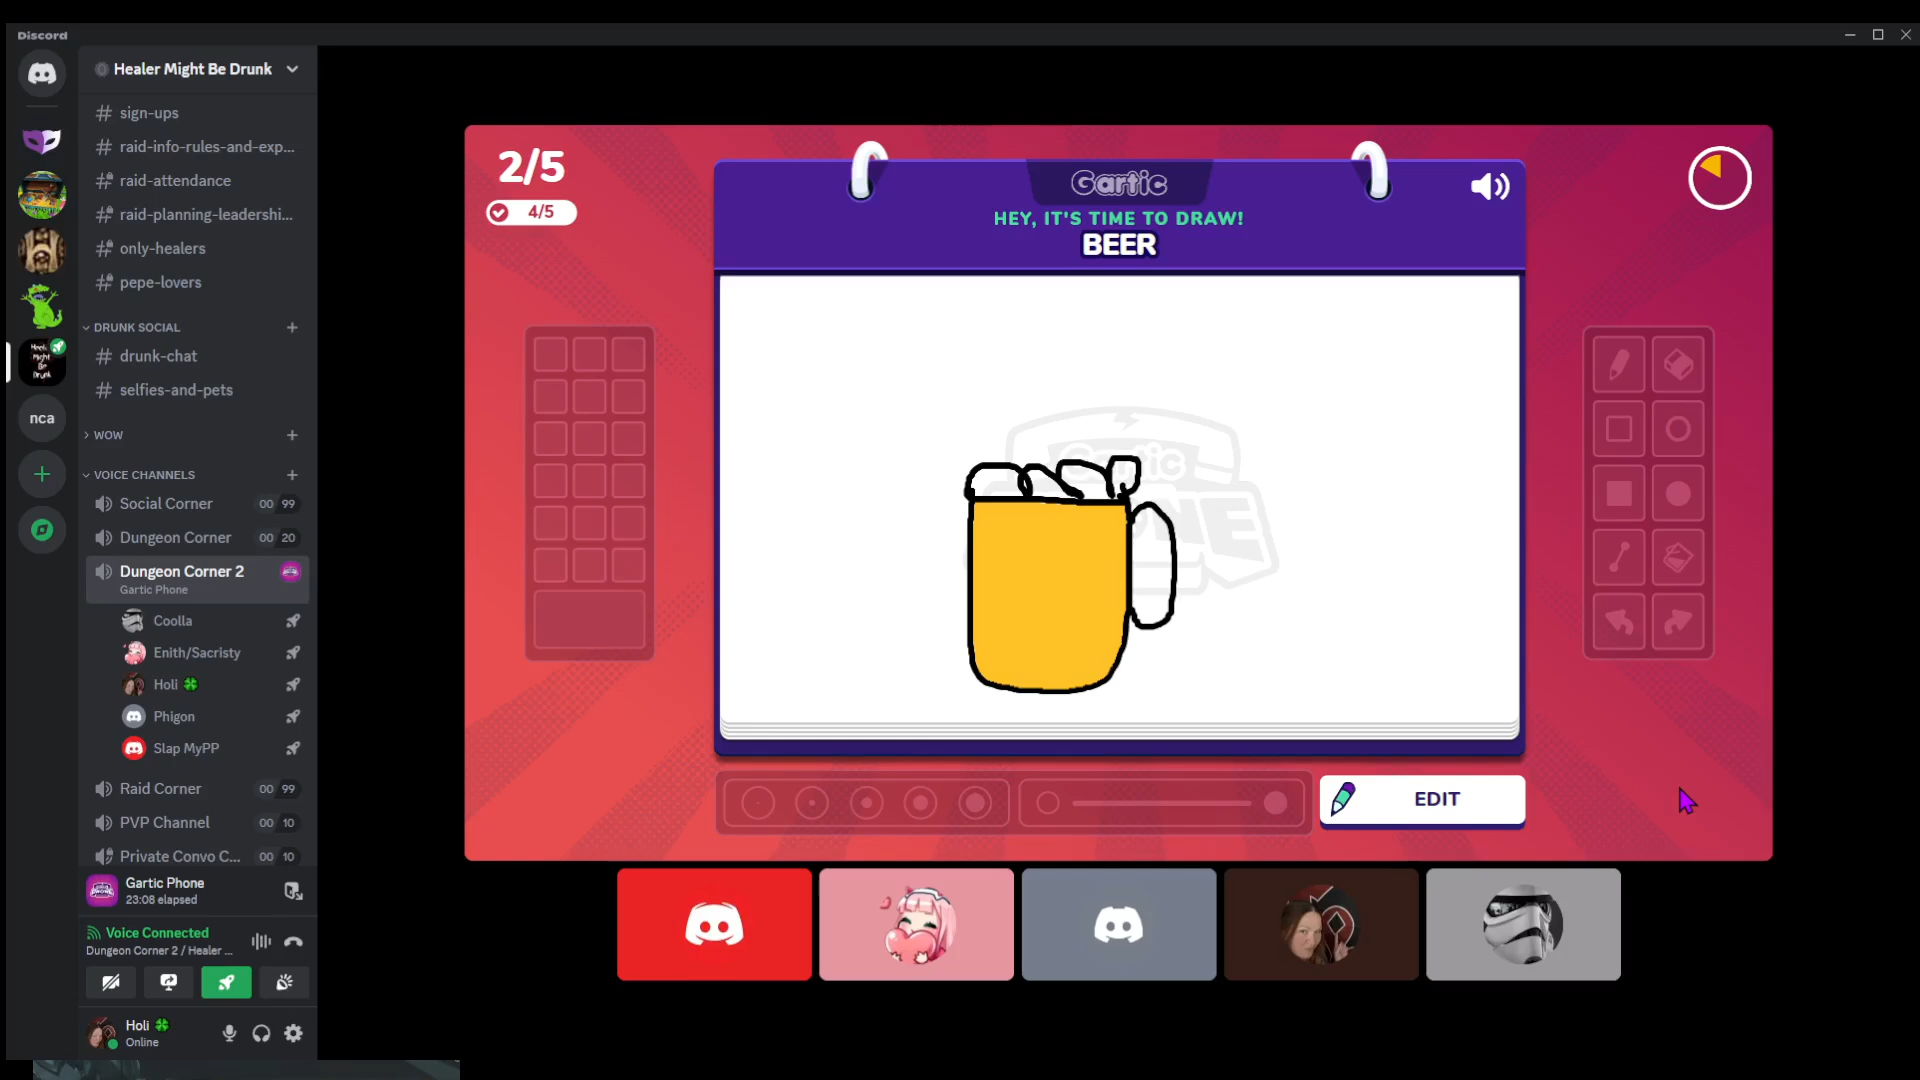 Discord
Healer Might Be Drunk
sign-ups
raid-info-rules-and-exp...
raid-attendance
raid-planning-leadershi...
only-healers
pepe-lovers
DRUNK SOCIAL
drunk-chat
selfies-and-pets
nca
WOW
VOICE CHANNELS
Social Corner 00 99
Dungeon Corner 00 20
Dungeon Corner 2
Gartic Phone
Coolla
Enith/Sacristy
Holi
Phigon
Slap MyPP
Raid Corner 00 99
PVP Channel 00 10
Private Convo C... 00 10
Gartic Phone
23:08 elapsed
Voice Connected
Dungeon Corner 2 / Healer ...
Holi
Online
2/5
4/5
Gartic
HEY, IT'S TIME TO DRAW!
BEER
EDIT